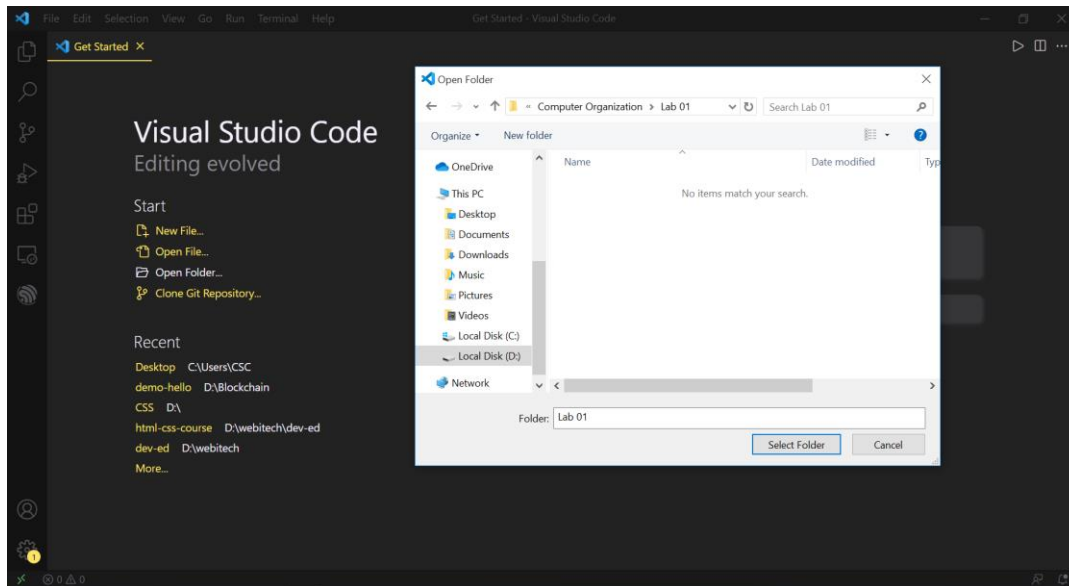 File Edit Selection View Go Run Terminal Help
Get Started - Visual Studio Code
Get Started
Open Folder
« Computer Organization > Lab 01
Search Lab 01
Organize
New folder
Name
Date modified
Typ
No items match your search.
OneDrive
This PC
Desktop
Documents
Downloads
Music
Pictures
Videos
Local Disk (C:)
Local Disk (D:)
Network
Folder: Lab 01
Select Folder
Cancel
Visual Studio Code
Editing evolved
Start
New File...
Open File...
Open Folder...
Clone Git Repository...
Recent
Desktop C:\Users\CSC
demo-hello D:\Blockchain
CSS D:\
html-css-course D:\webitech\dev-ed
dev-ed D:\webitech
More...
1
0 0